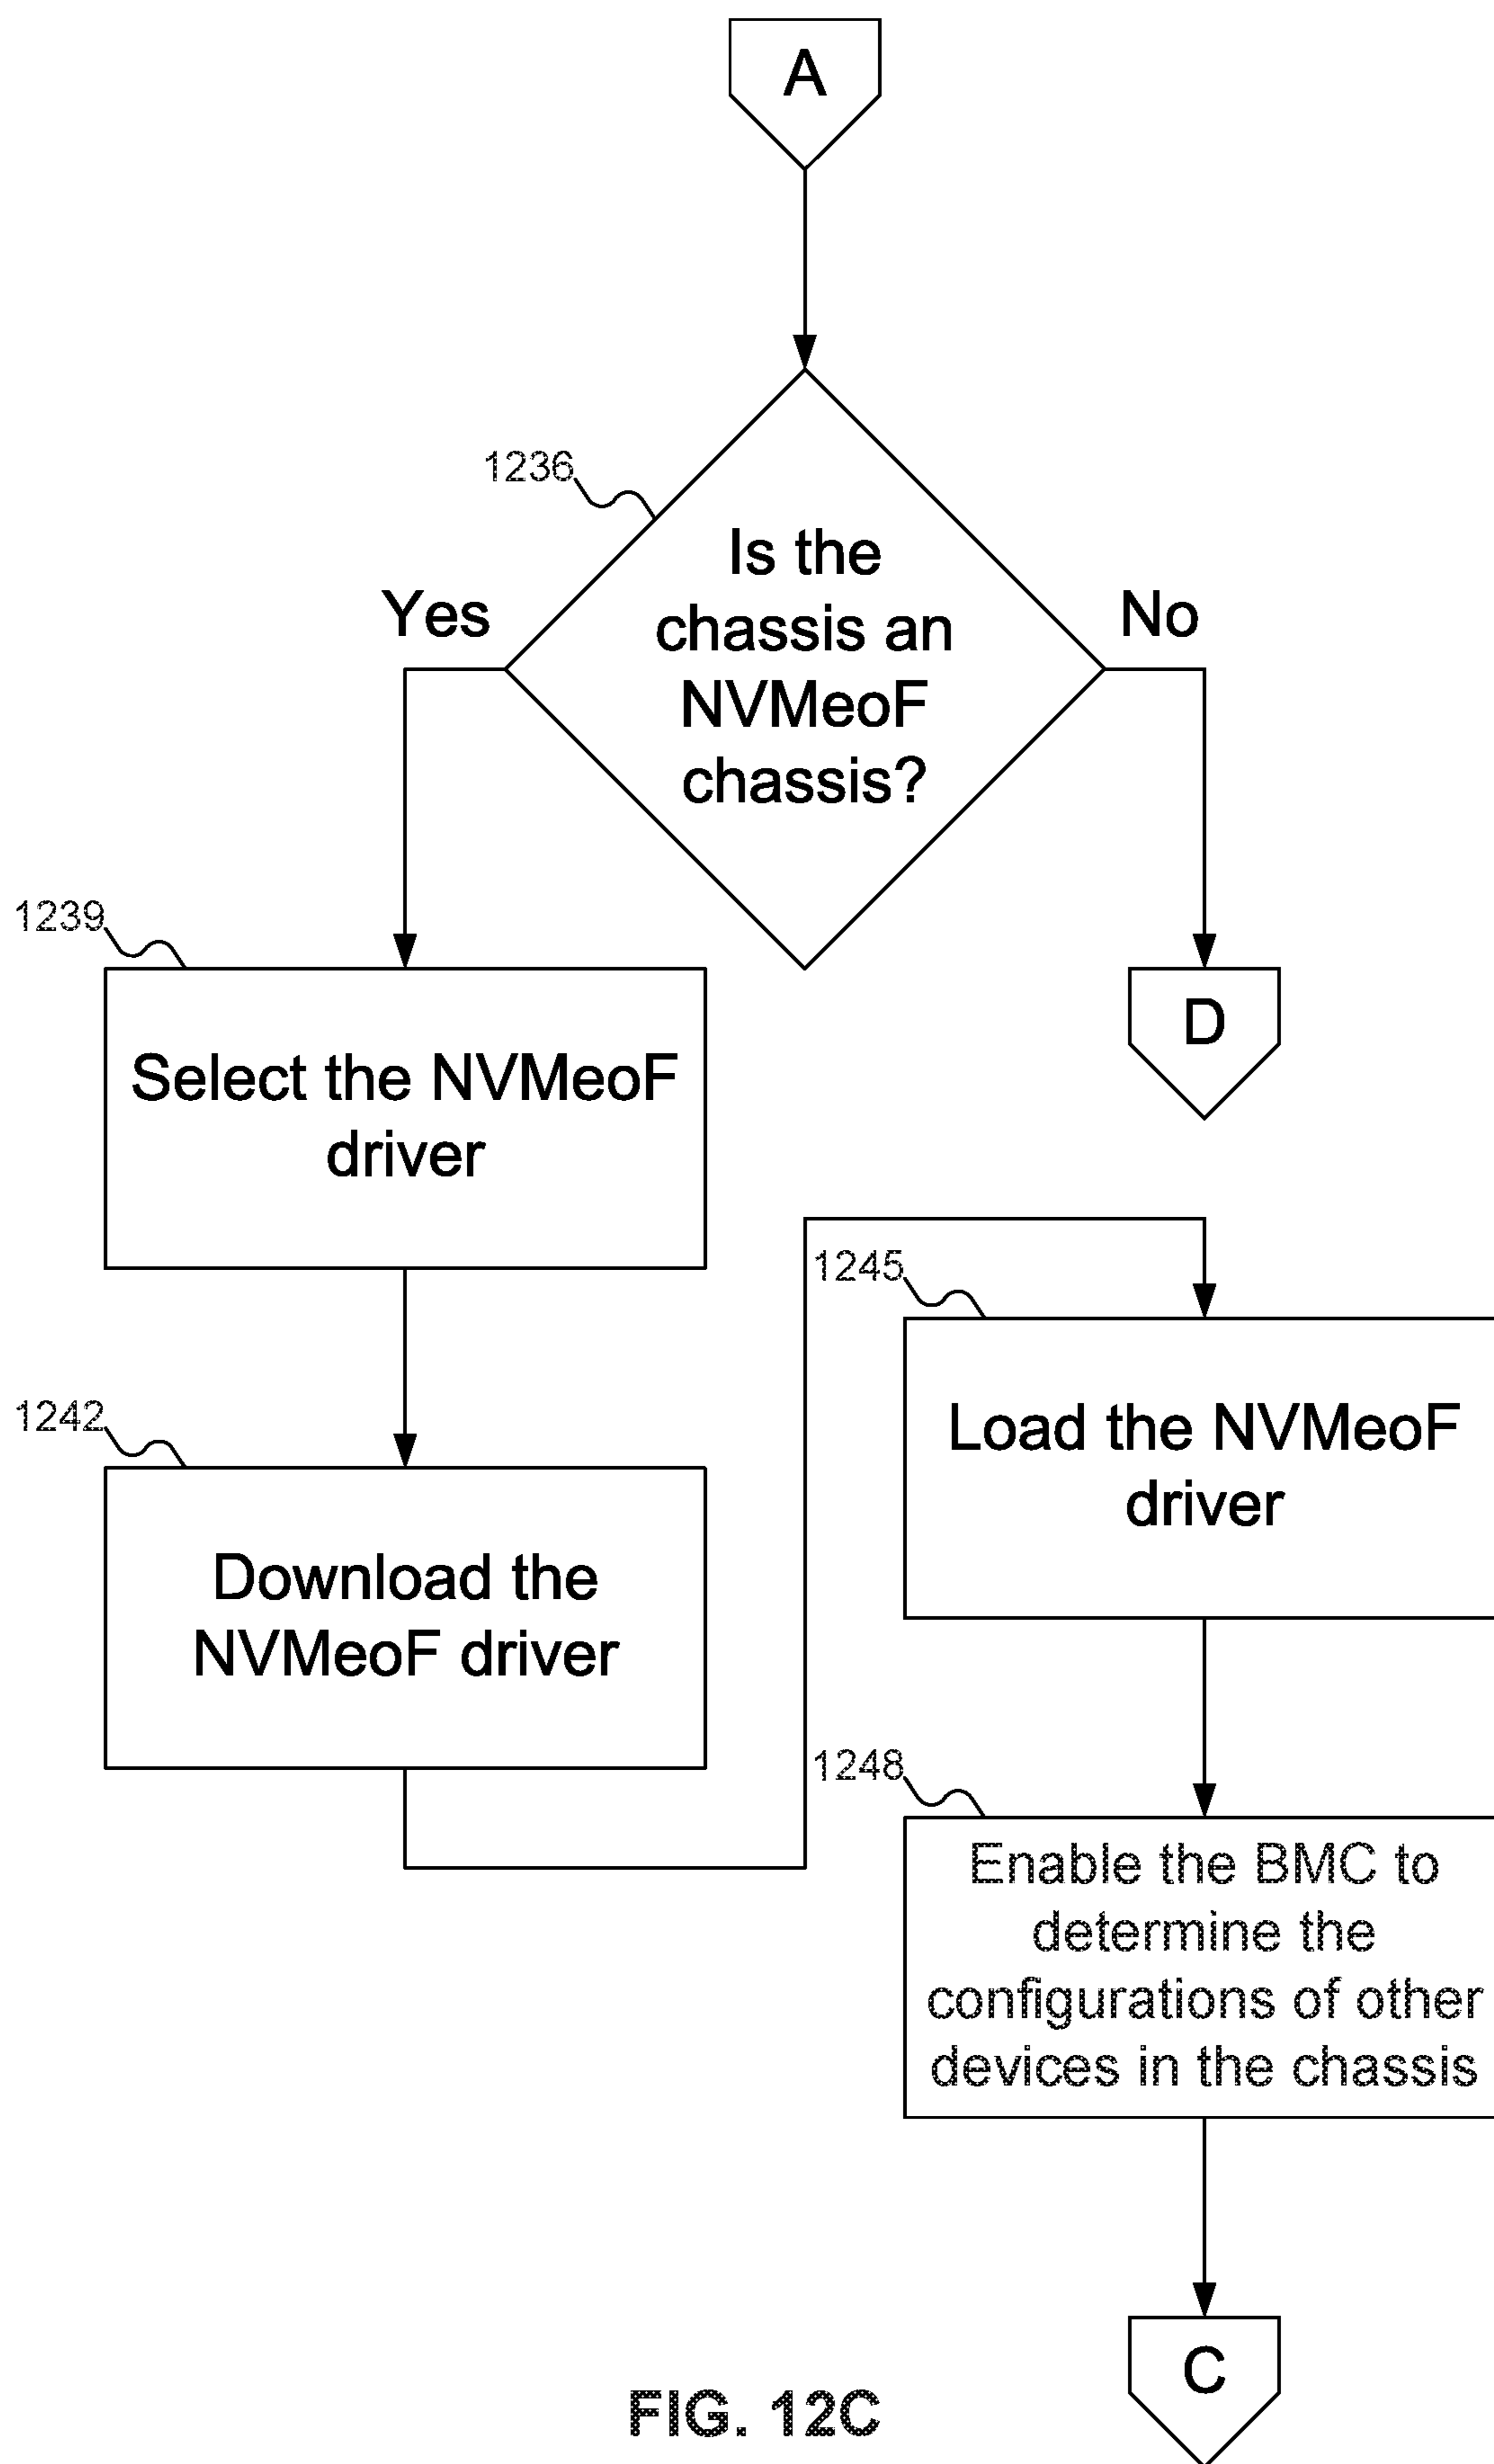 A
1236
Is the
chassis an
NVMeoF
chassis?
Yes
No
1239
Select the NVMeoF
driver
D
1242
Download the
NVMeoF driver
1245
Load the NVMeoF
driver
1248
Enable the BMC to
determine the
configurations of other
devices in the chassis
C
FIG. 12C